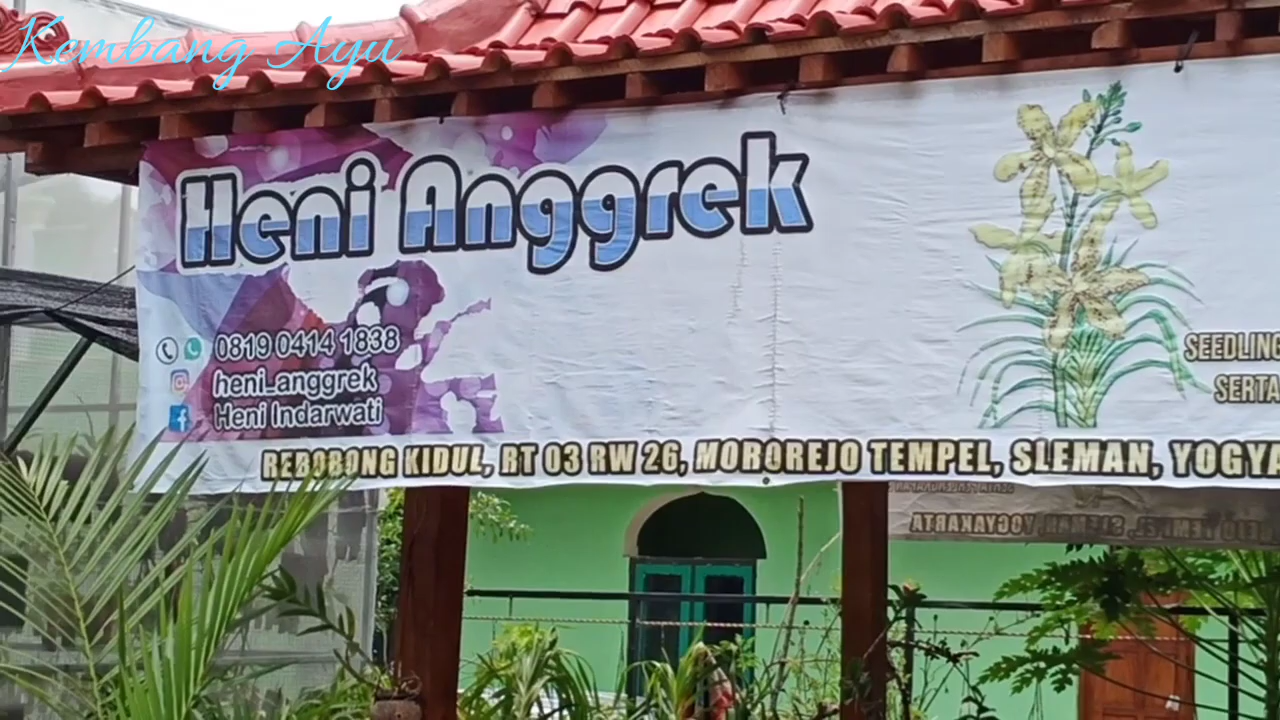 Kembang Ayu
Heni Anggrek
0819 0414 1838
heni_anggrek
Heni Indarwati
SEEDLING
SERTA
REBOBONG KIDUL, RT 03 RW 26, MOROREJO TEMPEL, SLEMAN, YOGYA